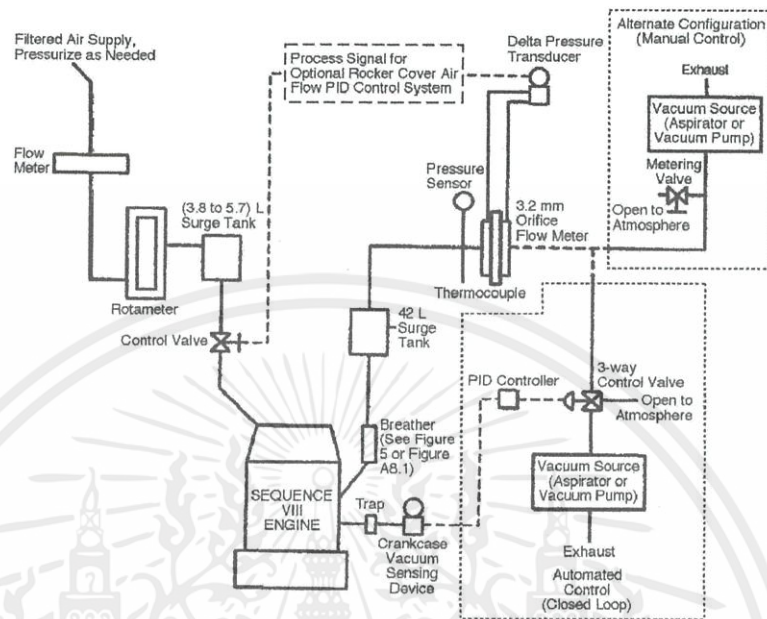 Filtered Air Supply,
Pressurize as Needed
Flow
Meter
Rotameter
(3.8 to 5.7) L
Surge Tank
Control Valve
Process Signal for
Optional Rocker Cover Air
Flow PID Control System
Delta Pressure
Transducer
Pressure
Sensor
3.2 mm
Orifice
Flow Meter
Thermocouple
42 L
Surge
Tank
Breather
(See Figure
5 or Figure
A8.1)
SEQUENCE
VIII
ENGINE
Trap
Crankcase
Vacuum
Sensing
Device
Alternate Configuration
(Manual Control)
Exhaust
Vacuum Source
(Aspirator or
Vacuum Pump)
Metering
Valve
Open to
Atmosphere
3-way
Control Valve
PID Controller
Open to
Atmosphere
Vacuum Source
(Aspirator or
Vacuum Pump)
Exhaust
Automated
Control
(Closed Loop)